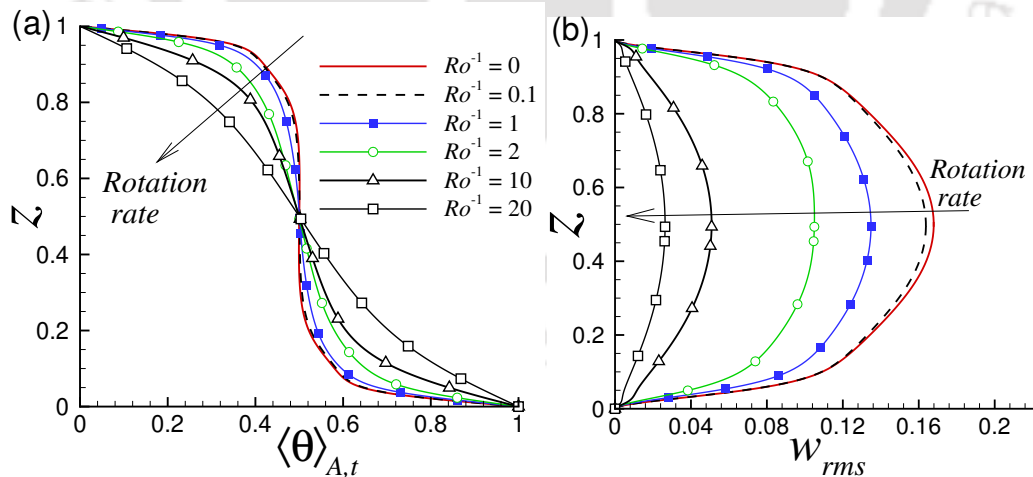 (a)
1
0.8
0.6
0.4
0.2
0
Z
0
0.2
0.4
0.6
0.8
1
⟨θ⟩A,t
Rotation
rate
Ro-1 = 0
Ro-1 = 0.1
Ro-1 = 1
Ro-1 = 2
Ro-1 = 10
Ro-1 = 20
(b)
1
0.8
0.6
0.4
0.2
0
Z
0
0.04
0.08
0.12
0.16
0.2
wrms
Rotation
rate